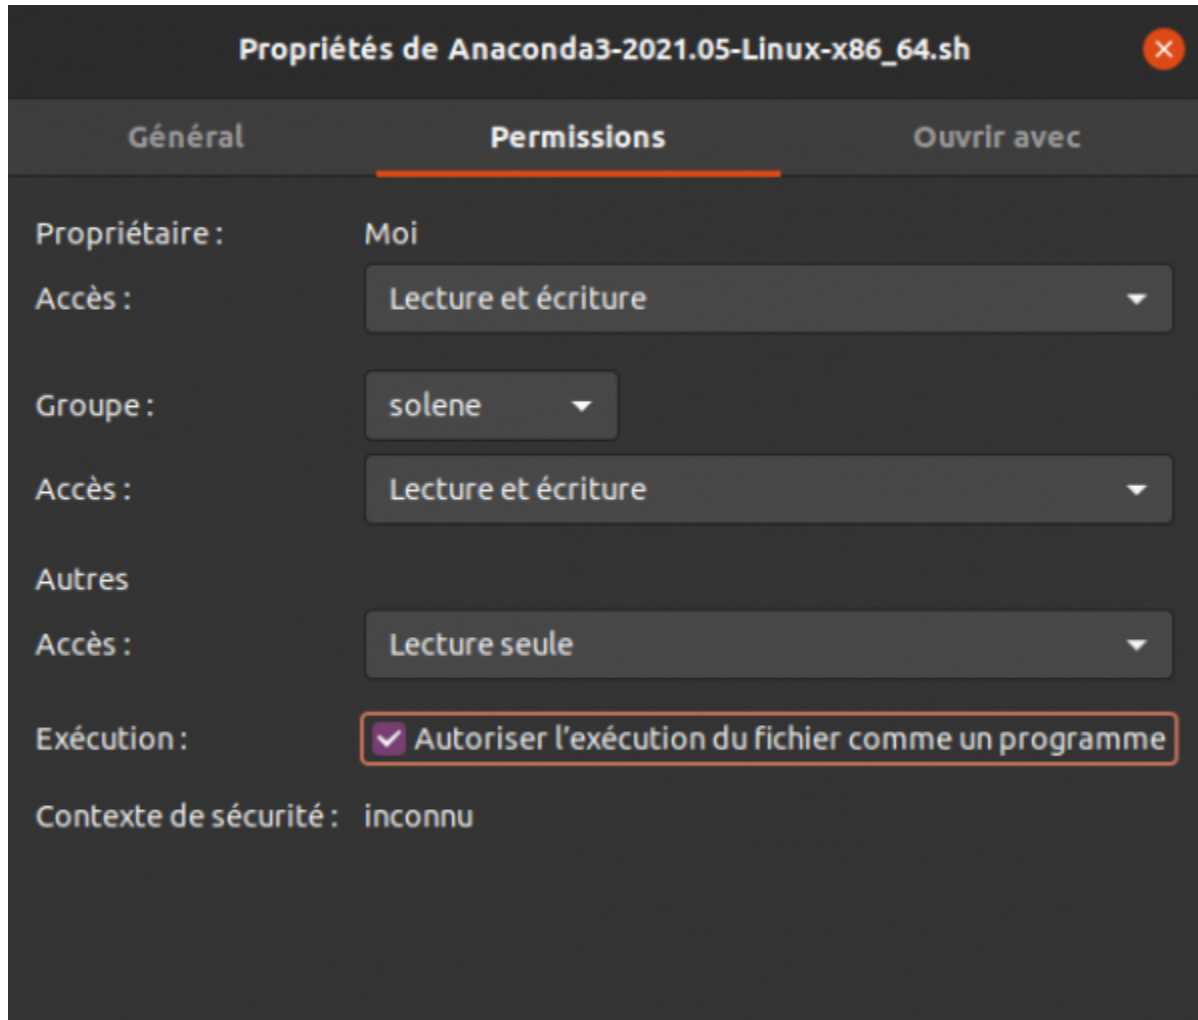 Propriétés de Anaconda3-2021.05-Linux-x86_64.sh
Général Permissions Ouvrir avec
Propriétaire : Moi
Accès : Lecture et écriture
Groupe : solene
Accès : Lecture et écriture
Autres
Accès : Lecture seule
Exécution : Autoriser l’exécution du fichier comme un programme
Contexte de sécurité : inconnu